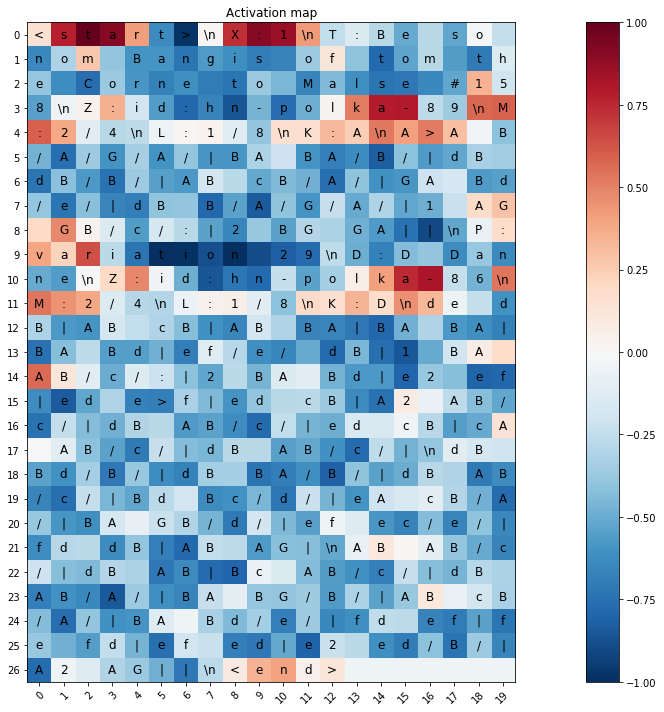 Activation map
0 < s t a r t > \n X : 1 \n T : B e s o
1 n o m B a n g i s o f t o m t h
2 e C o r n e t o M a l s e # 1 5
3 8 \n Z : i d : h n - p o l k a - 8 9 \n M
4 : 2 / 4 \n L : 1 / 8 \n K : A \n A > A B
5 / A / G / A / | B A B A / B / | d B
6 d B / B / | A B c B / A / | G A B d
7 / e / | d B B / A / G / A / | 1 A G
8 G B / c / : | 2 B G G A | | \n P :
9 v a r i a t i o n 2 9 \n D : D D a n
10 n e \n Z : i d : h n - p o l k a - 8 6 \n
11 M : 2 / 4 \n L : 1 / 8 \n K : D \n d e d
12 B | A B c B | A B B A | B A B A |
13 B A B d | e f / e / d B | 1 B A
14 A B / c / : | 2 B A B d | e 2 e f
15 | e d e > f | e d c B | A 2 A B /
16 c / | d B A B / c / | e d c B | c A
17 A B / c / | d B A B / c / | \n d B
18 B d / B / | d B B A / B / | d B A B
19 / c / | B d B c / d / | e A c B / A
20 / | B A G B / d / | e f e c / e / |
21 f d d B | A B A G | \n A B A B / c
22 / | d B A B | B c A B / c / | d B
23 A B / A / | B A B G / B / | A B c B
24 / A / | B A B d / e / | f d e f | f
25 e f d | e f e d | e 2 e d / B / |
26 A 2 A G | | \n < e n d >
0 1 2 3 4 5 6 7 8 9 10 11 12 13 14 15 16 17 18 19
1.00
0.75
0.50
0.25
0.00
−0.25
−0.50
−0.75
−1.00